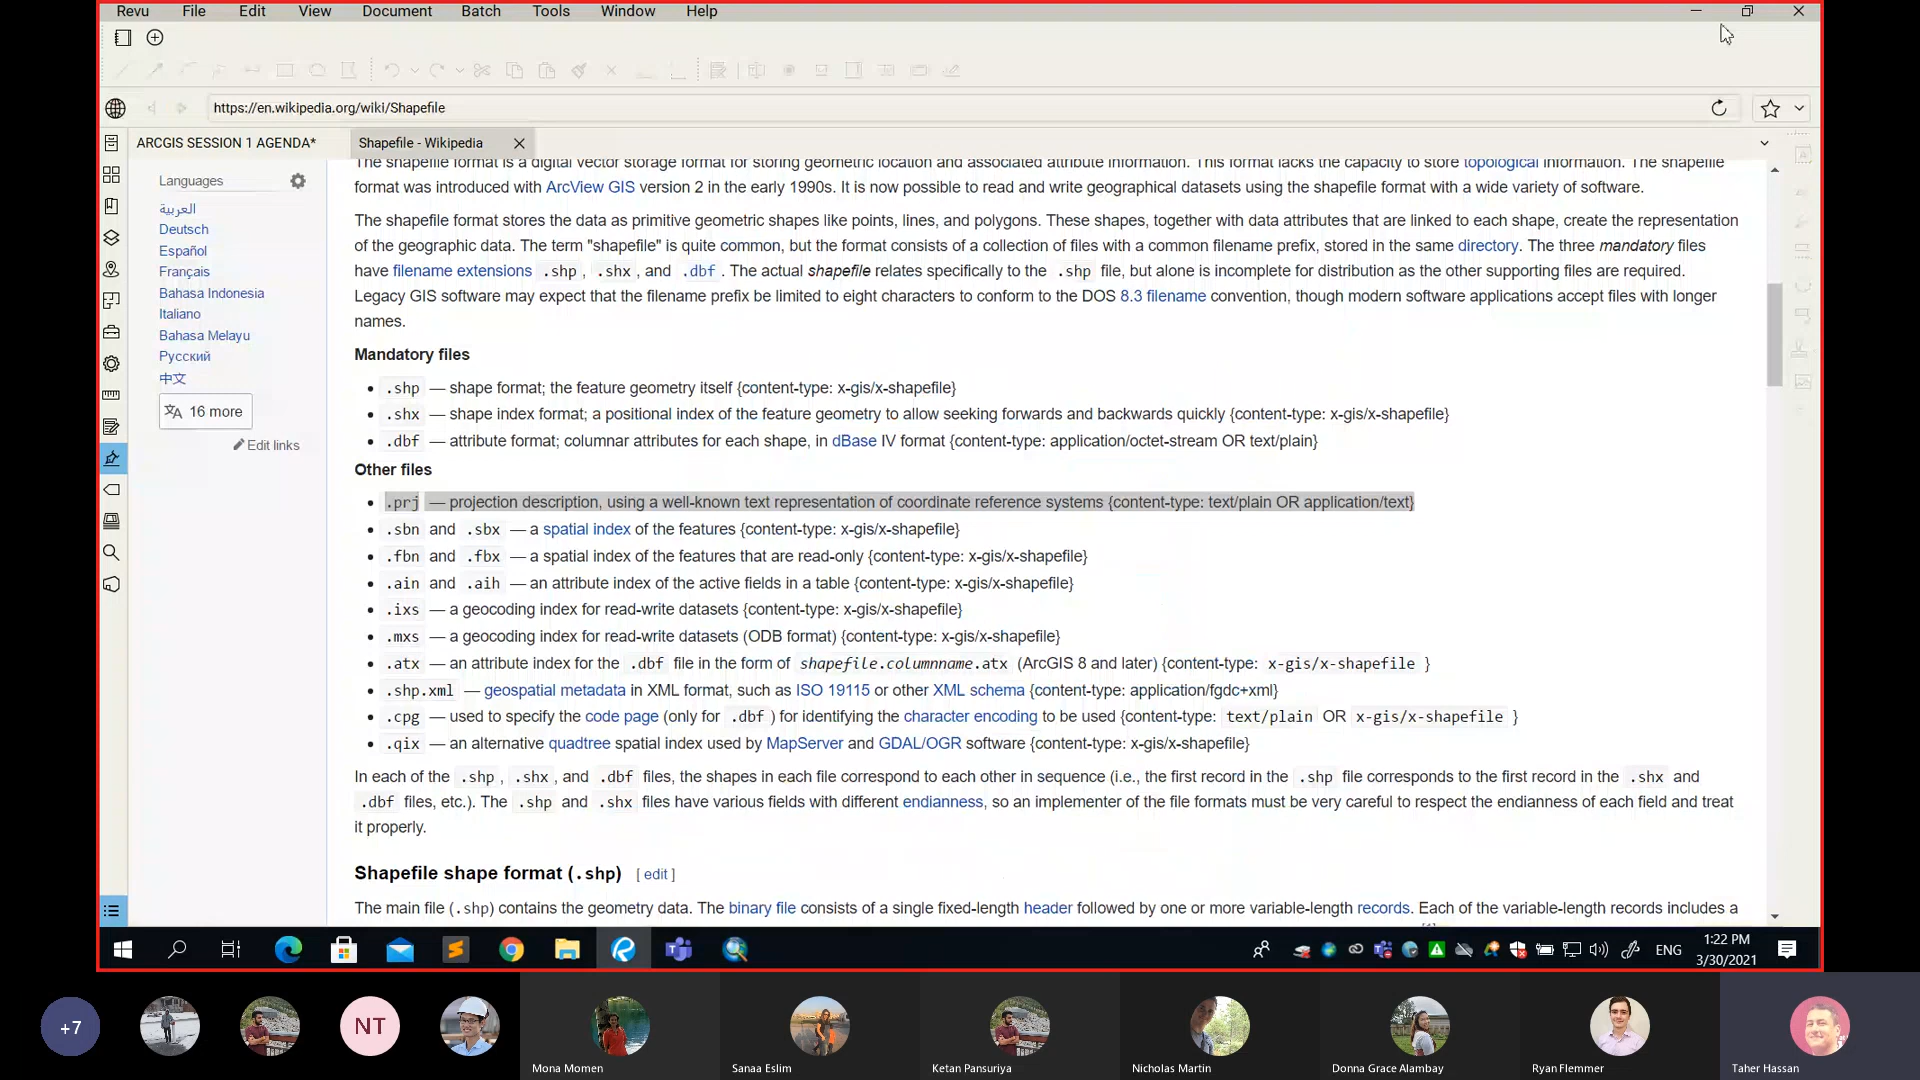 Revu File Edit View Document Batch Tools Window Help
https://en.wikipedia.org/wiki/Shapefile
ARCGIS SESSION 1 AGENDA* Shapefile - Wikipedia
Languages
العربية
Deutsch
Español
Français
Bahasa Indonesia
Italiano
Bahasa Melayu
Русский
中文
16 more
Edit links
The shapefile format is a digital vector storage format for storing geometric location and associated attribute information. This format lacks the capacity to store topological information. The shapefile
format was introduced with ArcView GIS version 2 in the early 1990s. It is now possible to read and write geographical datasets using the shapefile format with a wide variety of software.
The shapefile format stores the data as primitive geometric shapes like points, lines, and polygons. These shapes, together with data attributes that are linked to each shape, create the representation
of the geographic data. The term "shapefile" is quite common, but the format consists of a collection of files with a common filename prefix, stored in the same directory. The three mandatory files
have filename extensions .shp, .shx, and .dbf. The actual shapefile relates specifically to the .shp file, but alone is incomplete for distribution as the other supporting files are required.
Legacy GIS software may expect that the filename prefix be limited to eight characters to conform to the DOS 8.3 filename convention, though modern software applications accept files with longer
names.
Mandatory files
• .shp — shape format; the feature geometry itself {content-type: x-gis/x-shapefile}
• .shx — shape index format; a positional index of the feature geometry to allow seeking forwards and backwards quickly {content-type: x-gis/x-shapefile}
• .dbf — attribute format; columnar attributes for each shape, in dBase IV format {content-type: application/octet-stream OR text/plain}
Other files
• .prj — projection description, using a well-known text representation of coordinate reference systems {content-type: text/plain OR application/text}
• .sbn and .sbx — a spatial index of the features {content-type: x-gis/x-shapefile}
• .fbn and .fbx — a spatial index of the features that are read-only {content-type: x-gis/x-shapefile}
• .ain and .aih — an attribute index of the active fields in a table {content-type: x-gis/x-shapefile}
• .ixs — a geocoding index for read-write datasets {content-type: x-gis/x-shapefile}
• .mxs — a geocoding index for read-write datasets (ODB format) {content-type: x-gis/x-shapefile}
• .atx — an attribute index for the .dbf file in the form of shapefile.columnname.atx (ArcGIS 8 and later) {content-type: x-gis/x-shapefile }
• .shp.xml — geospatial metadata in XML format, such as ISO 19115 or other XML schema {content-type: application/fgdc+xml}
• .cpg — used to specify the code page (only for .dbf ) for identifying the character encoding to be used {content-type: text/plain OR x-gis/x-shapefile }
• .qix — an alternative quadtree spatial index used by MapServer and GDAL/OGR software {content-type: x-gis/x-shapefile}
In each of the .shp, .shx, and .dbf files, the shapes in each file correspond to each other in sequence (i.e., the first record in the .shp file corresponds to the first record in the .shx and
.dbf files, etc.). The .shp and .shx files have various fields with different endianness, so an implementer of the file formats must be very careful to respect the endianness of each field and treat
it properly.
Shapefile shape format (.shp) [ edit ]
The main file (.shp) contains the geometry data. The binary file consists of a single fixed-length header followed by one or more variable-length records. Each of the variable-length records includes a
ENG
1:22 PM
3/30/2021
+7
NT
Mona Momen
Sanaa Eslim
Ketan Pansuriya
Nicholas Martin
Donna Grace Alambay
Ryan Flemmer
Taher Hassan